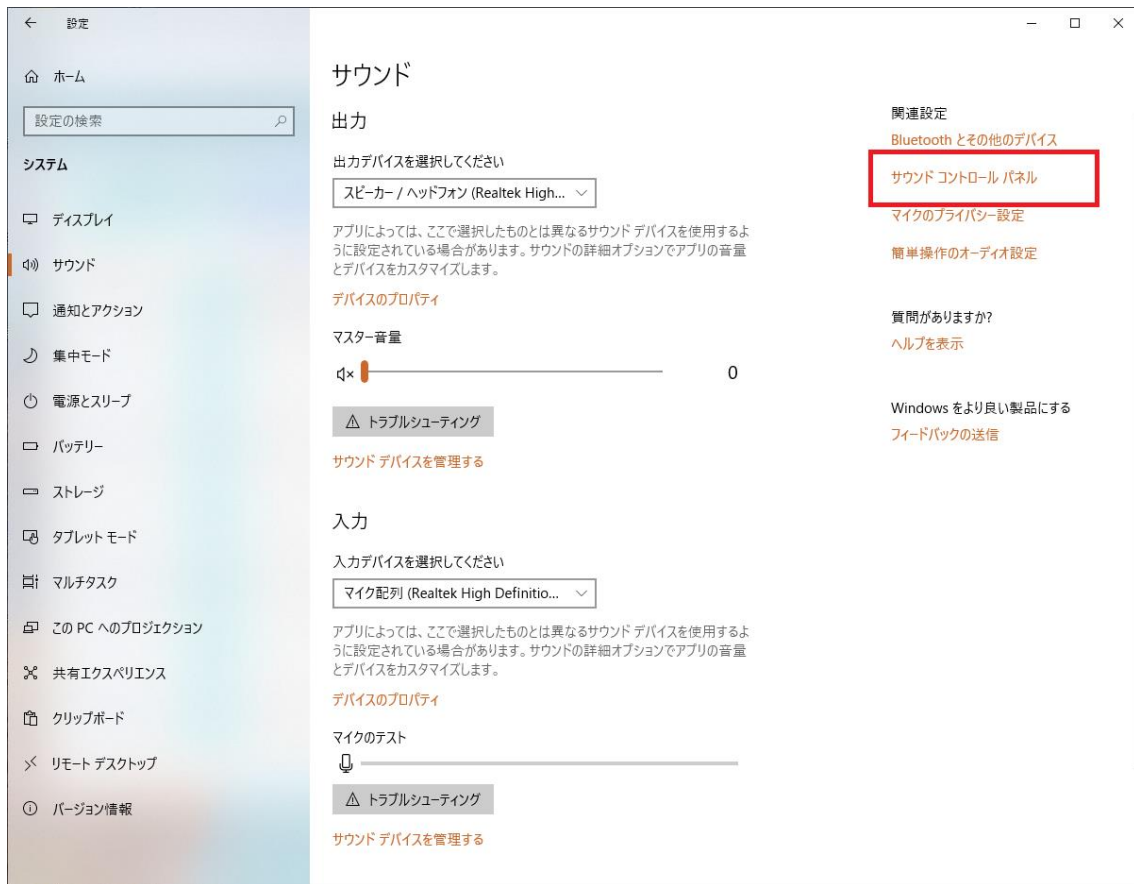 設定
ホーム
設定の検索
システム
ディスプレイ
サウンド
通知とアクション
集中モード
電源とスリープ
バッテリー
ストレージ
タブレット モード
マルチタスク
この PC へのプロジェクション
共有エクスペリエンス
クリップボード
リモート デスクトップ
バージョン情報
サウンド
出力
出力デバイスを選択してください
スピーカー / ヘッドフォン (Realtek High...
アプリによっては、ここで選択したものとは異なるサウンド デバイスを使用するよ
うに設定されている場合があります。サウンドの詳細オプションでアプリの音量
とデバイスをカスタマイズします。
デバイスのプロパティ
マスター音量
0
トラブルシューティング
サウンド デバイスを管理する
入力
入力デバイスを選択してください
マイク配列 (Realtek High Definitio...
アプリによっては、ここで選択したものとは異なるサウンド デバイスを使用するよ
うに設定されている場合があります。サウンドの詳細オプションでアプリの音量
とデバイスをカスタマイズします。
デバイスのプロパティ
マイクのテスト
トラブルシューティング
サウンド デバイスを管理する
関連設定
Bluetooth とその他のデバイス
サウンド コントロール パネル
マイクのプライバシー設定
簡単操作のオーディオ設定
質問がありますか?
ヘルプを表示
Windows をより良い製品にする
フィードバックの送信